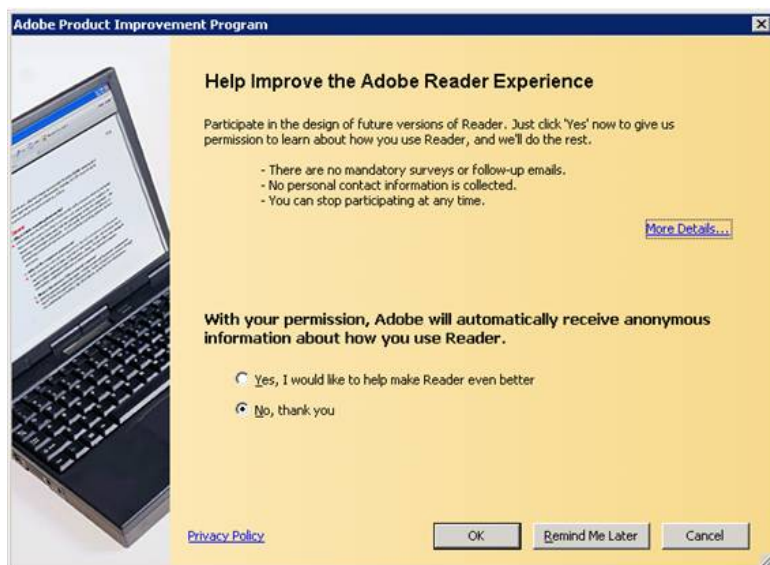 Adobe Product Improvement Program
Help Improve the Adobe Reader Experience
Participate in the design of future versions of Reader. Just click 'Yes' now to give us
permission to learn about how you use Reader, and we'll do the rest.
- There are no mandatory surveys or follow-up emails.
- No personal contact information is collected.
- You can stop participating at any time.
More Details...
With your permission, Adobe will automatically receive anonymous
information about how you use Reader.
Yes, I would like to help make Reader even better
No, thank you
Privacy Policy
OK
Remind Me Later
Cancel